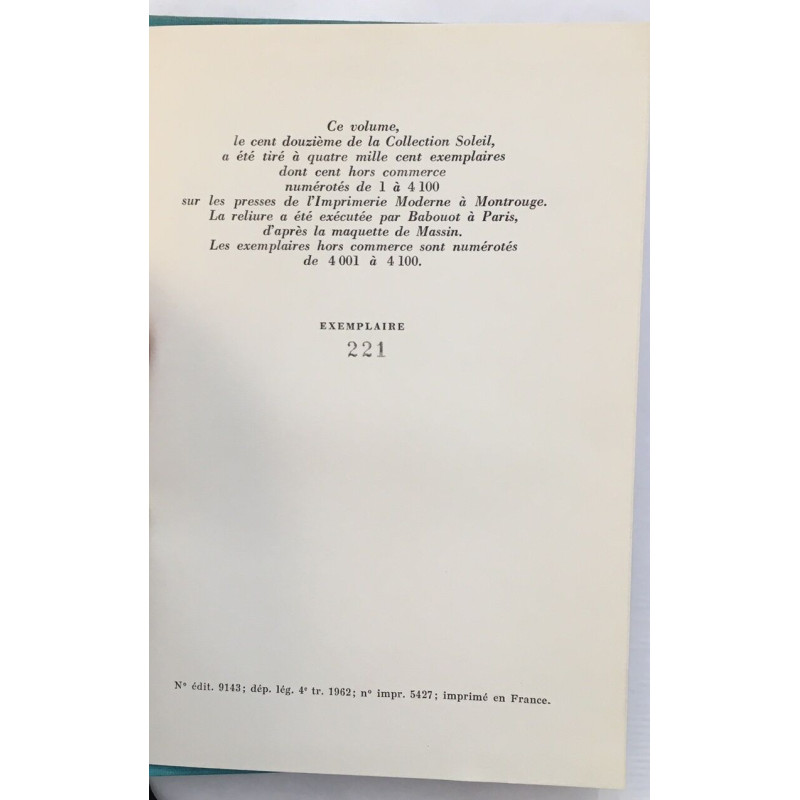 Ce volume,
le cent douzième de la Collection Soleil,
a été tiré à quatre mille cent exemplaires
dont cent hors commerce
numérotés de 1 à 4 100
sur les presses de l'Imprimerie Moderne à Montrouge.
La reliure a été exécutée par Babouot à Paris,
d'après la maquette de Massin.
Les exemplaires hors commerce sont numérotés
de 4 001 à 4 100.
EXEMPLAIRE
221
Nº édit. 9143; dép. lég. 4e tr. 1962; nº impr. 5427; imprimé en France.